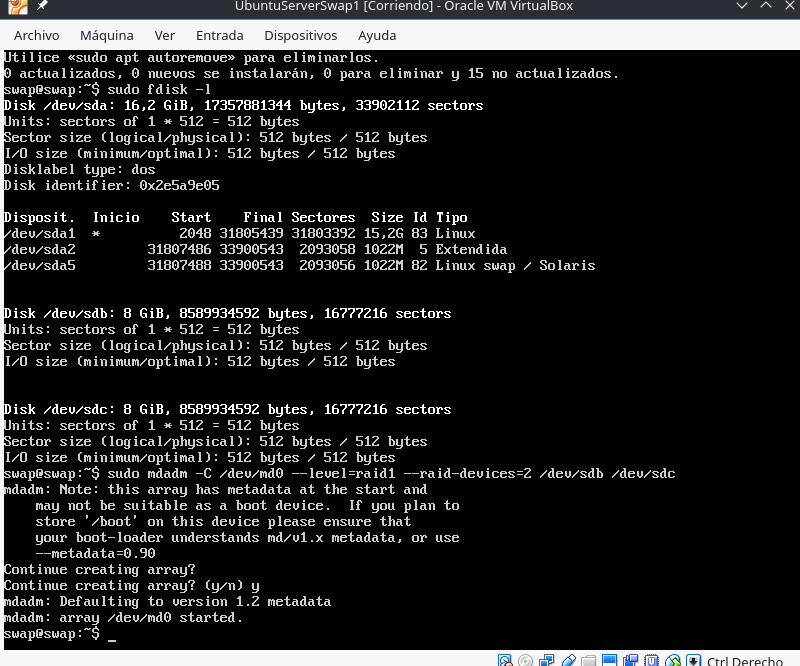 UbuntuServerSwap1 [Corriendo] - Oracle VM VirtualBox
Archivo Máquina Ver Entrada Dispositivos Ayuda
Utilice «sudo apt autoremove» para eliminarlos.
0 actualizados, 0 nuevos se instalarán, 0 para eliminar y 15 no actualizados.
swap@swap:~$ sudo fdisk -l
Disk /dev/sda: 16,2 GiB, 17357881344 bytes, 33902112 sectors
Units: sectors of 1 * 512 = 512 bytes
Sector size (logical/physical): 512 bytes / 512 bytes
I/O size (minimum/optimal): 512 bytes / 512 bytes
Disklabel type: dos
Disk identifier: 0x2e5a9e05
Disposit. Inicio Start Final Sectores Size Id Tipo
/dev/sda1 * 2048 31805439 31803392 15,2G 83 Linux
/dev/sda2 31807486 33900543 2093058 1022M 5 Extendida
/dev/sda5 31807488 33900543 2093056 1022M 82 Linux swap / Solaris
Disk /dev/sdb: 8 GiB, 8589934592 bytes, 16777216 sectors
Units: sectors of 1 * 512 = 512 bytes
Sector size (logical/physical): 512 bytes / 512 bytes
I/O size (minimum/optimal): 512 bytes / 512 bytes
Disk /dev/sdc: 8 GiB, 8589934592 bytes, 16777216 sectors
Units: sectors of 1 * 512 = 512 bytes
Sector size (logical/physical): 512 bytes / 512 bytes
I/O size (minimum/optimal): 512 bytes / 512 bytes
swap@swap:~$ sudo mdadm -C /dev/md0 --level=raid1 --raid-devices=2 /dev/sdb /dev/sdc
mdadm: Note: this array has metadata at the start and
may not be suitable as a boot device. If you plan to
store '/boot' on this device please ensure that
your boot-loader understands md/v1.x metadata, or use
--metadata=0.90
Continue creating array?
Continue creating array? (y/n) y
mdadm: Defaulting to version 1.2 metadata
mdadm: array /dev/md0 started.
swap@swap:~$ _
Ctrl Derecho